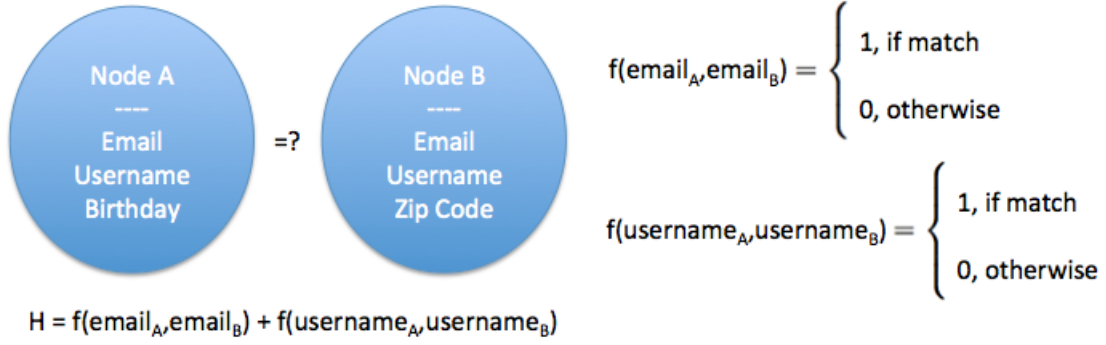 Node A
----
Email
Username
Birthday
=?
Node B
----
Email
Username
Zip Code
H = f(email_A,email_B) + f(username_A,username_B)
f(email_A,email_B) = { 1, if match
0, otherwise
f(username_A,username_B) = { 1, if match
0, otherwise